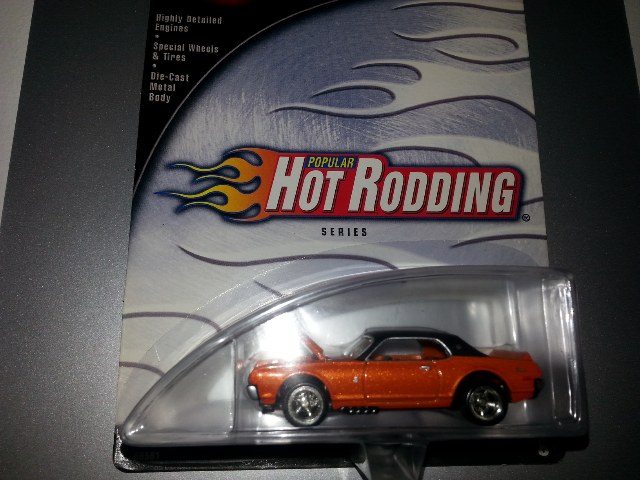 Highly Detailed
Engines
•
Special Wheels
& Tires
•
Die-Cast
Metal
Body
POPULAR
HOT RODDING
®
SERIES